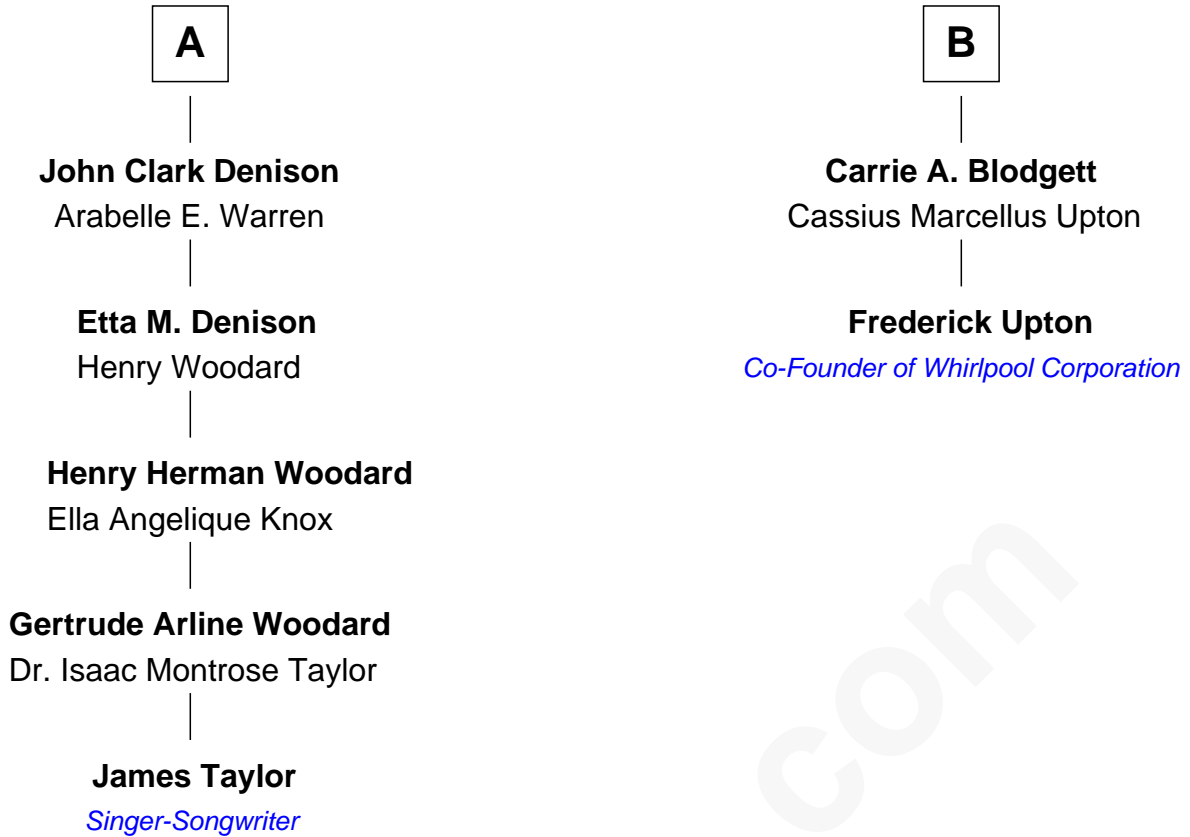 A
John Clark Denison
Arabelle E. Warren
Etta M. Denison
Henry Woodard
Henry Herman Woodard
Ella Angelique Knox
Gertrude Arline Woodard
Dr. Isaac Montrose Taylor
James Taylor
Singer-Songwriter
B
Carrie A. Blodgett
Cassius Marcellus Upton
Frederick Upton
Co-Founder of Whirlpool Corporation
com